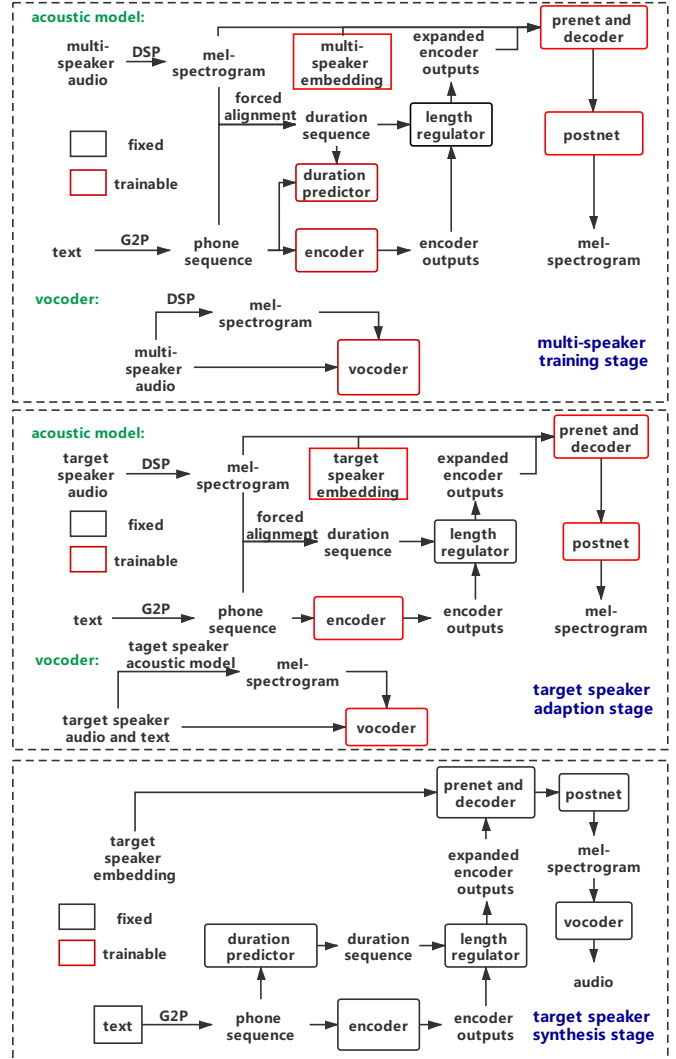 acoustic model:
multi-
speaker
audio
DSP
mel-
spectrogram
multi-
speaker
embedding
expanded
encoder
outputs
prenet and
decoder
forced
alignment
duration
sequence
length
regulator
postnet
fixed
trainable
duration
predictor
text
G2P
phone
sequence
encoder
encoder
outputs
mel-
spectrogram
vocoder:
DSP
mel-
spectrogram
multi-
speaker
audio
vocoder
multi-speaker
training stage
acoustic model:
target
speaker
audio
DSP
mel-
spectrogram
target
speaker
embedding
expanded
encoder
outputs
prenet and
decoder
fixed
trainable
forced
alignment
duration
sequence
length
regulator
postnet
text
G2P
phone
sequence
encoder
encoder
outputs
mel-
spectrogram
vocoder:
taget speaker
acoustic model
mel-
spectrogram
target speaker
audio and text
vocoder
target speaker
adaption stage
prenet and
decoder
postnet
target
speaker
embedding
expanded
encoder
outputs
mel-
spectrogram
fixed
trainable
duration
predictor
duration
sequence
length
regulator
vocoder
audio
text
G2P
phone
sequence
encoder
encoder
outputs
target speaker
synthesis stage